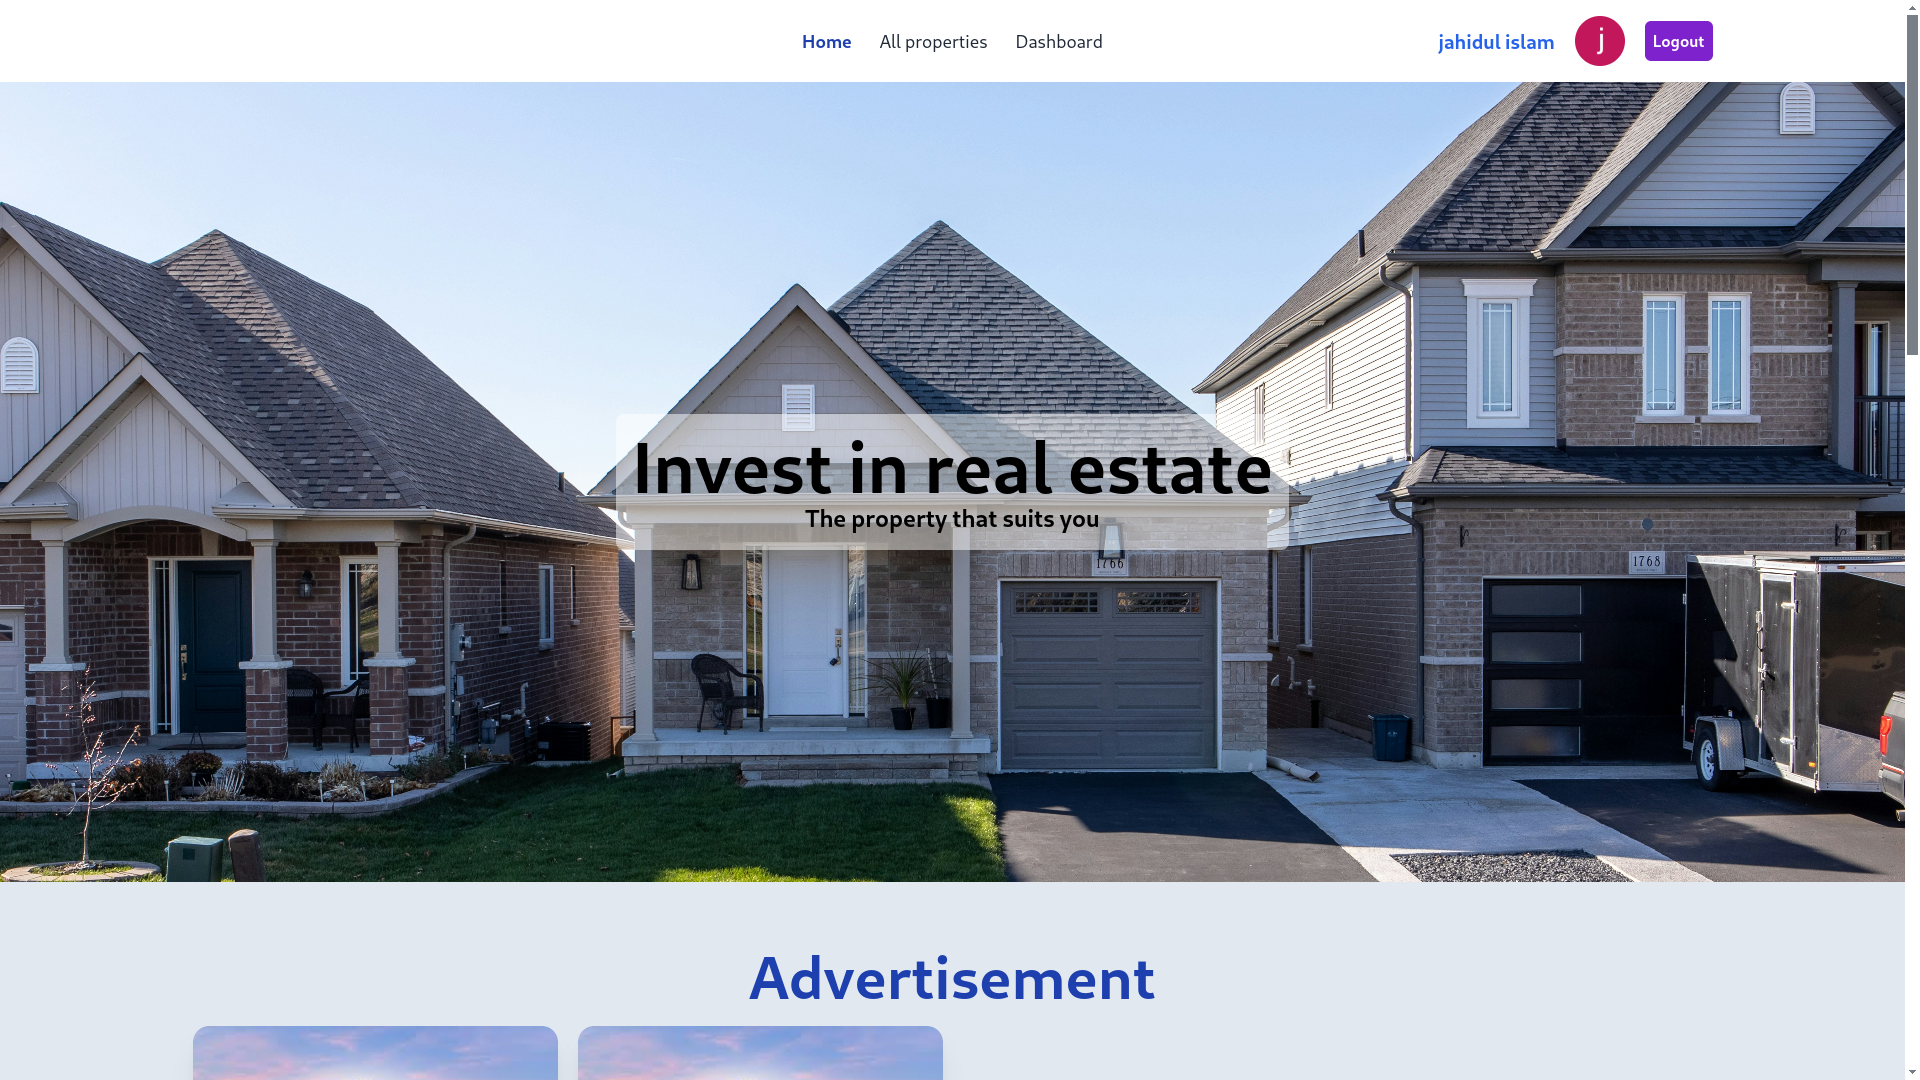 Home All properties Dashboard jahidul islam j Logout
Invest in real estate
The property that suits you
1766
1768
Advertisement